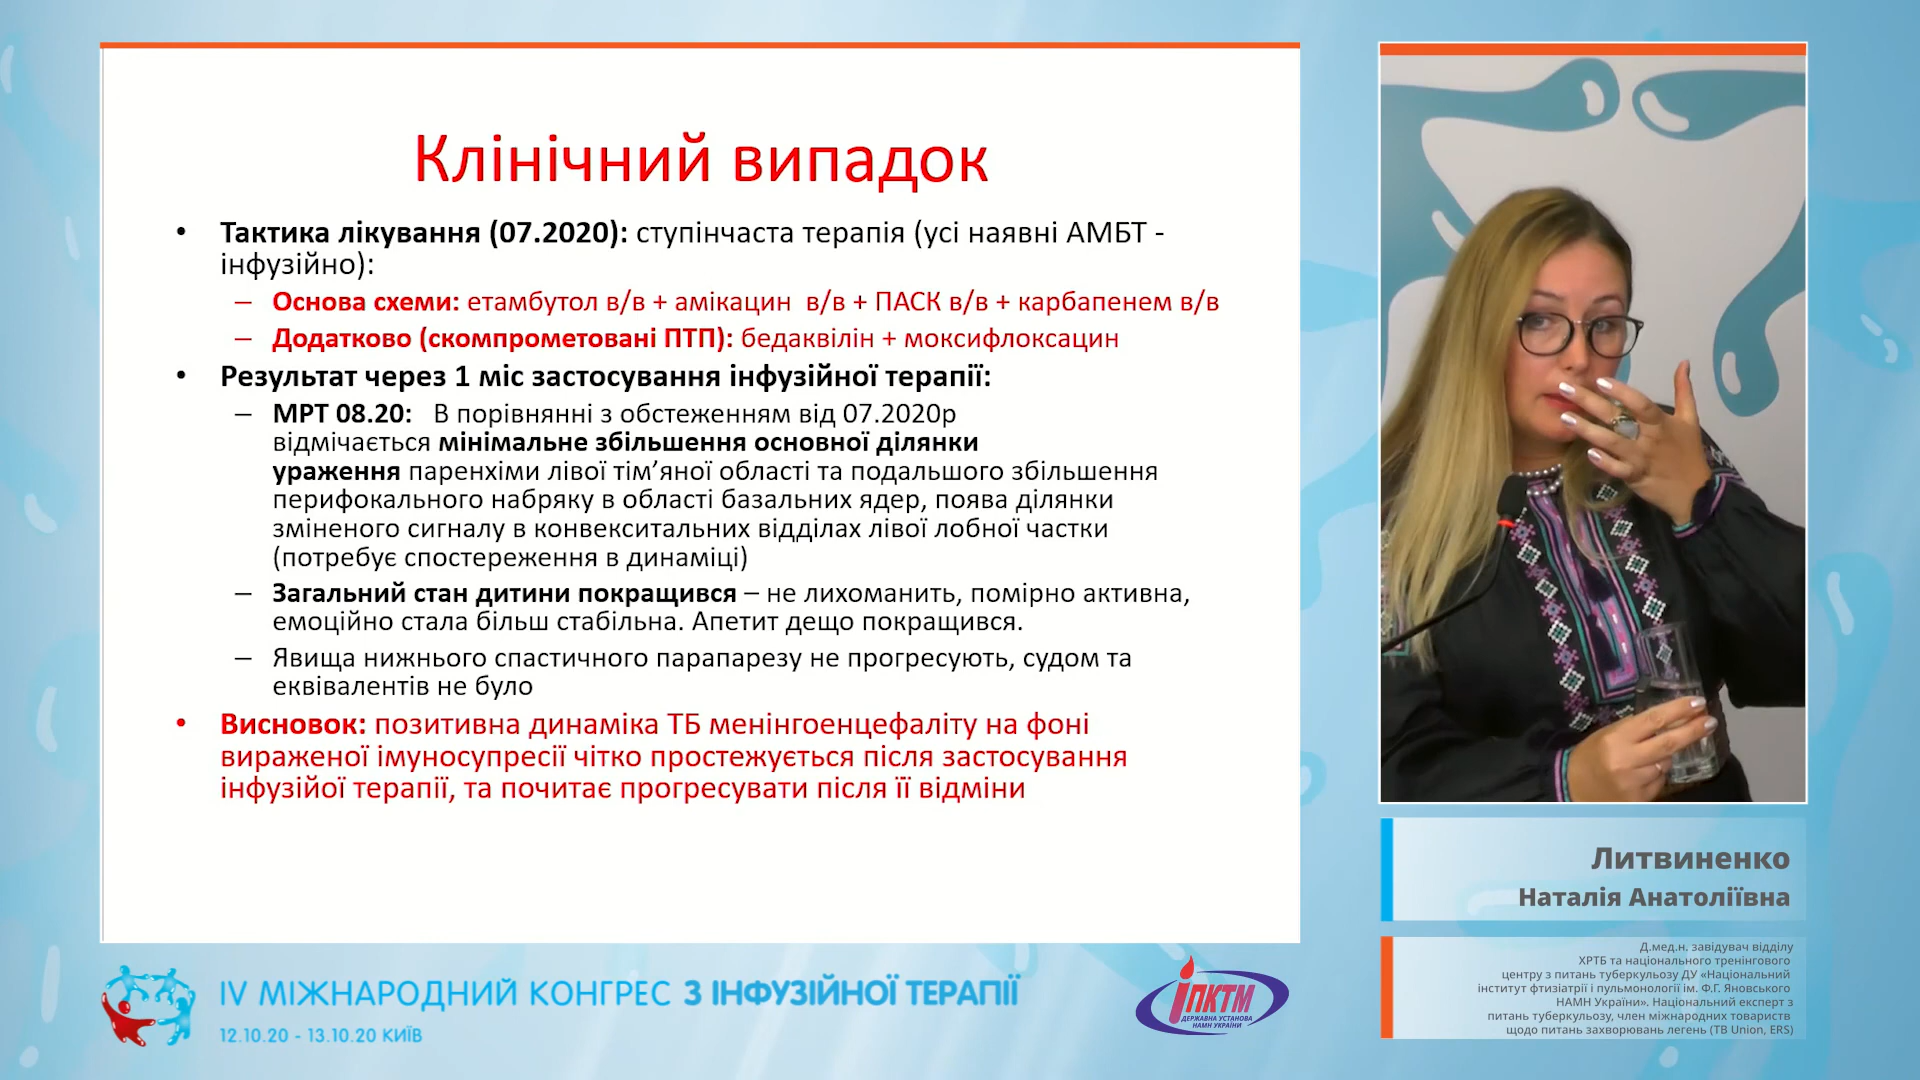 Клінічний випадок
• Тактика лікування (07.2020): ступінчаста терапія (усі наявні АМБТ -
інфузійно):
– Основа схеми: етамбутол в/в + амікацин в/в + ПАСК в/в + карбапенем в/в
– Додатково (скомпрометовані ПТП): бедаквілін + моксифлоксацин
• Результат через 1 міс застосування інфузійної терапії:
– МРТ 08.20: В порівнянні з обстеженням від 07.2020р
відмічається мінімальне збільшення основної ділянки
ураження паренхіми лівої тім’яної області та подальшого збільшення
перифокального набряку в області базальних ядер, поява ділянки
зміненого сигналу в конвекситальних відділах лівої лобної частки
(потребує спостереження в динаміці)
– Загальний стан дитини покращився – не лихоманить, помірно активна,
емоційно стала більш стабільна. Апетит дещо покращився.
– Явища нижнього спастичного парапарезу не прогресують, судом та
еквівалентів не було
• Висновок: позитивна динаміка ТБ менінгоенцефаліту на фоні
вираженої імуносупресії чітко простежується після застосування
інфузійої терапії, та почитає прогресувати після її відміни
Литвиненко
Наталія Анатоліївна
Д.мед.н. завідувач відділу
ХРТБ та національного тренінгового
центру з питань туберкульозу ДУ «Національний
інститут фтизіатрії і пульмонології ім. Ф.Г. Яновського
НАМН України». Національний експерт з
питань туберкульозу, член міжнародних товариств
щодо питань захворювань легень (TB Union, ERS)
IV МІЖНАРОДНИЙ КОНГРЕС З ІНФУЗІЙНОЇ ТЕРАПІЇ
12.10.20 - 13.10.20 КИЇВ
ІПКТМ
ДЕРЖАВНА УСТАНОВА
НАМН УКРАЇНИ